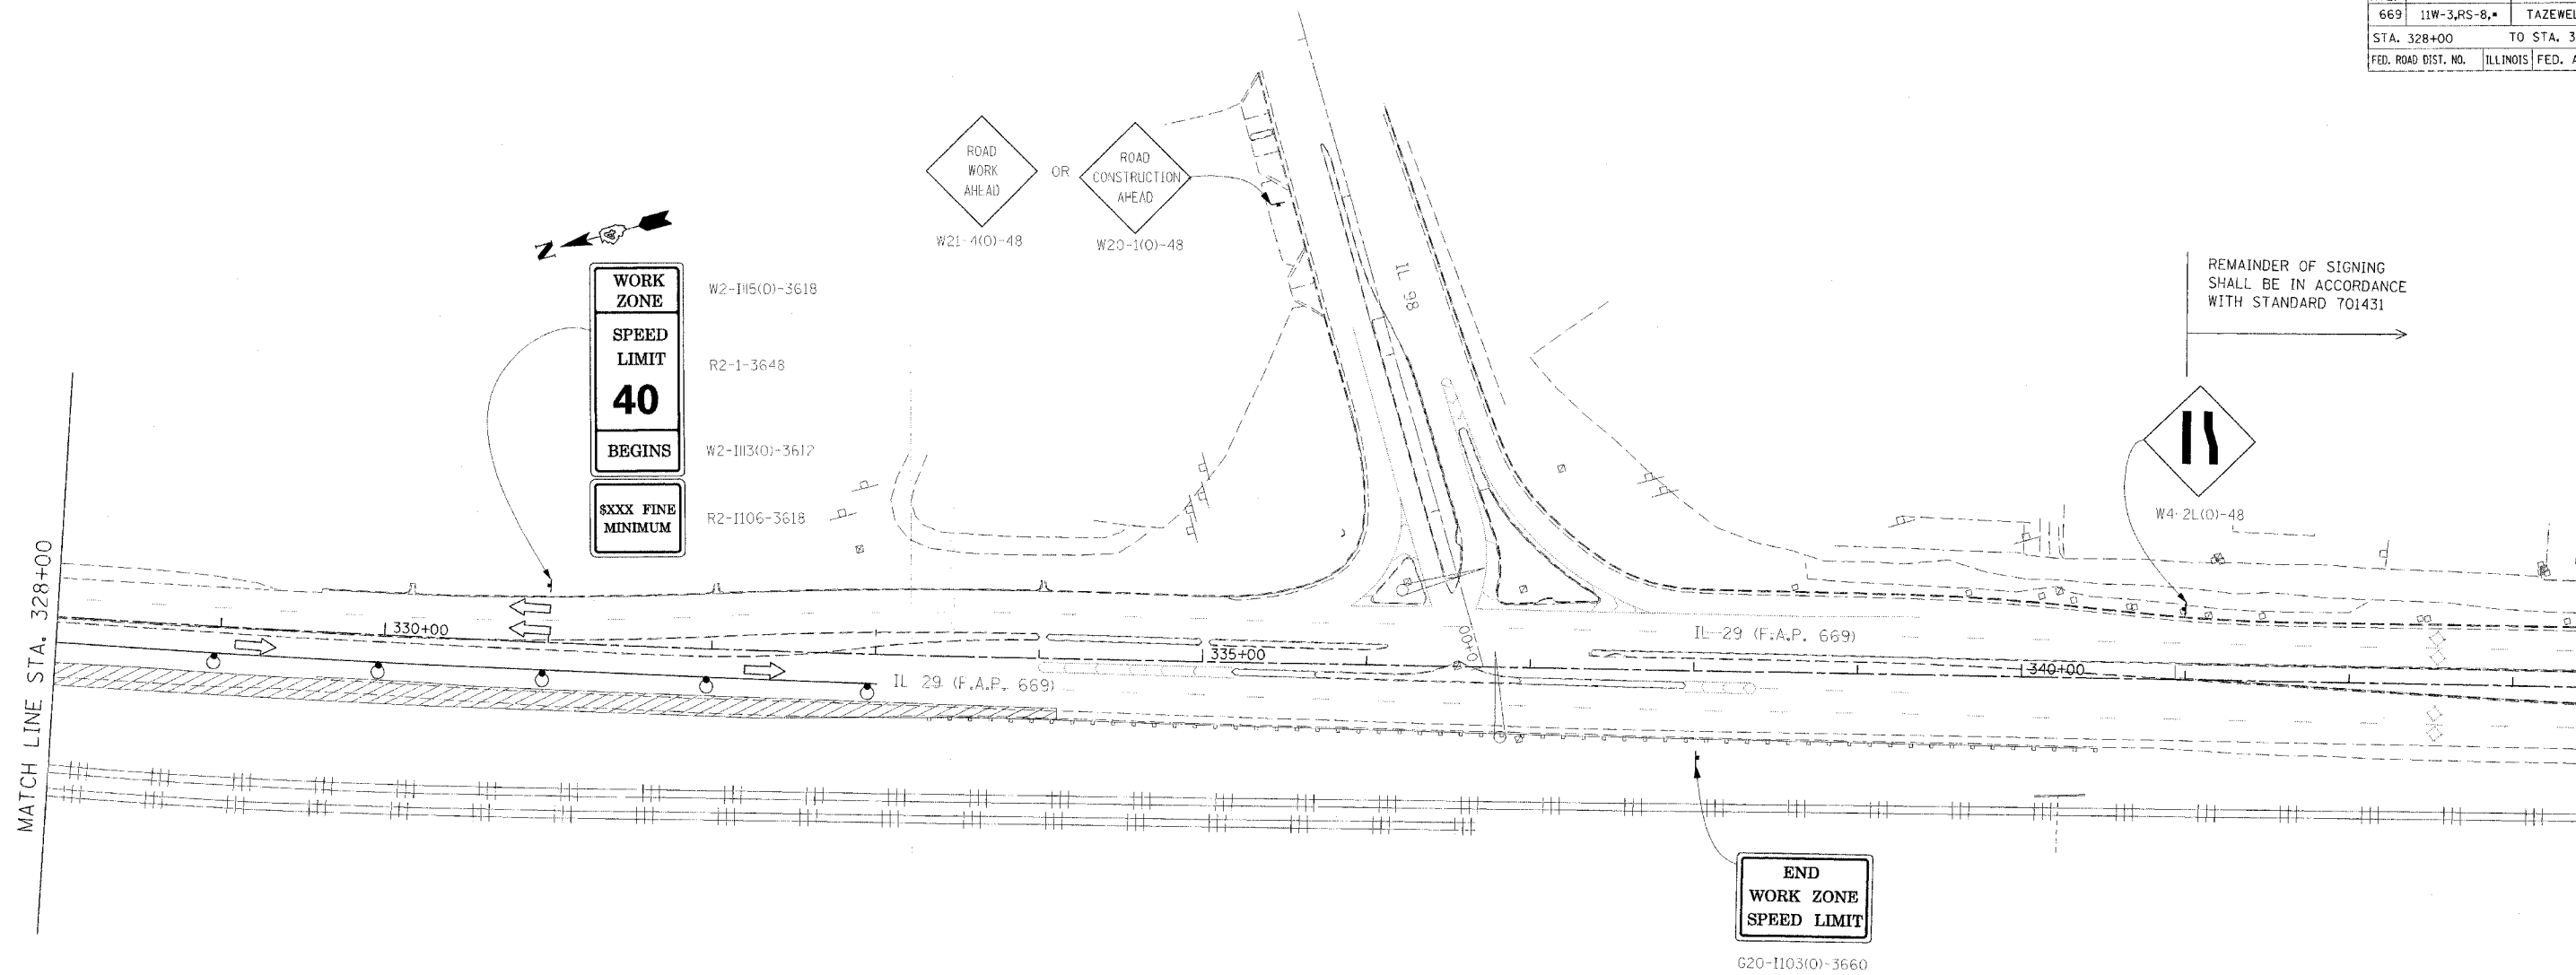 669 11W-3,RS-8,* TAZEWEL
STA. 328+00 TO STA. 3
FED. ROAD DIST. NO. ILLINOIS FED. A
ROAD
WORK
AHEAD
OR
ROAD
CONSTRUCTION
AHEAD
W21-4(O)-48
W20-1(O)-48
N
WORK
ZONE
SPEED
LIMIT
40
BEGINS
$XXX FINE
MINIMUM
W2-I115(O)-3618
R2-1-3648
W2-I113(O)-3612
R2-I106-3618
IL 98
REMAINDER OF SIGNING
SHALL BE IN ACCORDANCE
WITH STANDARD 701431
W4-2L(O)-48
MATCH LINE STA. 328+00
330+00
335+00
0+00
340+00
IL 29 (F.A.P. 669)
IL 29 (F.A.P. 669)
END
WORK ZONE
SPEED LIMIT
G20-I103(O)-3660